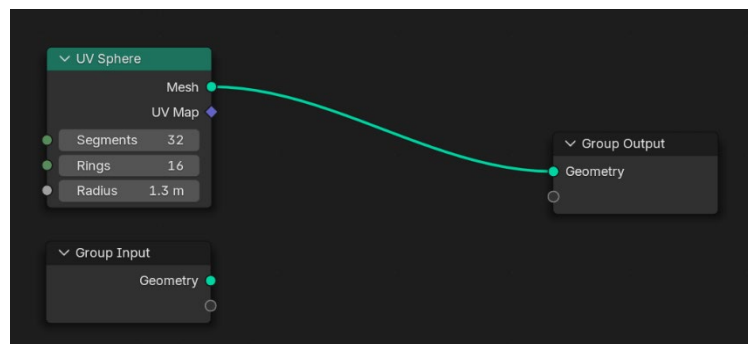 UV Sphere
Mesh
UV Map
Segments 32
Rings 16
Radius 1.3 m
Group Input
Geometry
Group Output
Geometry